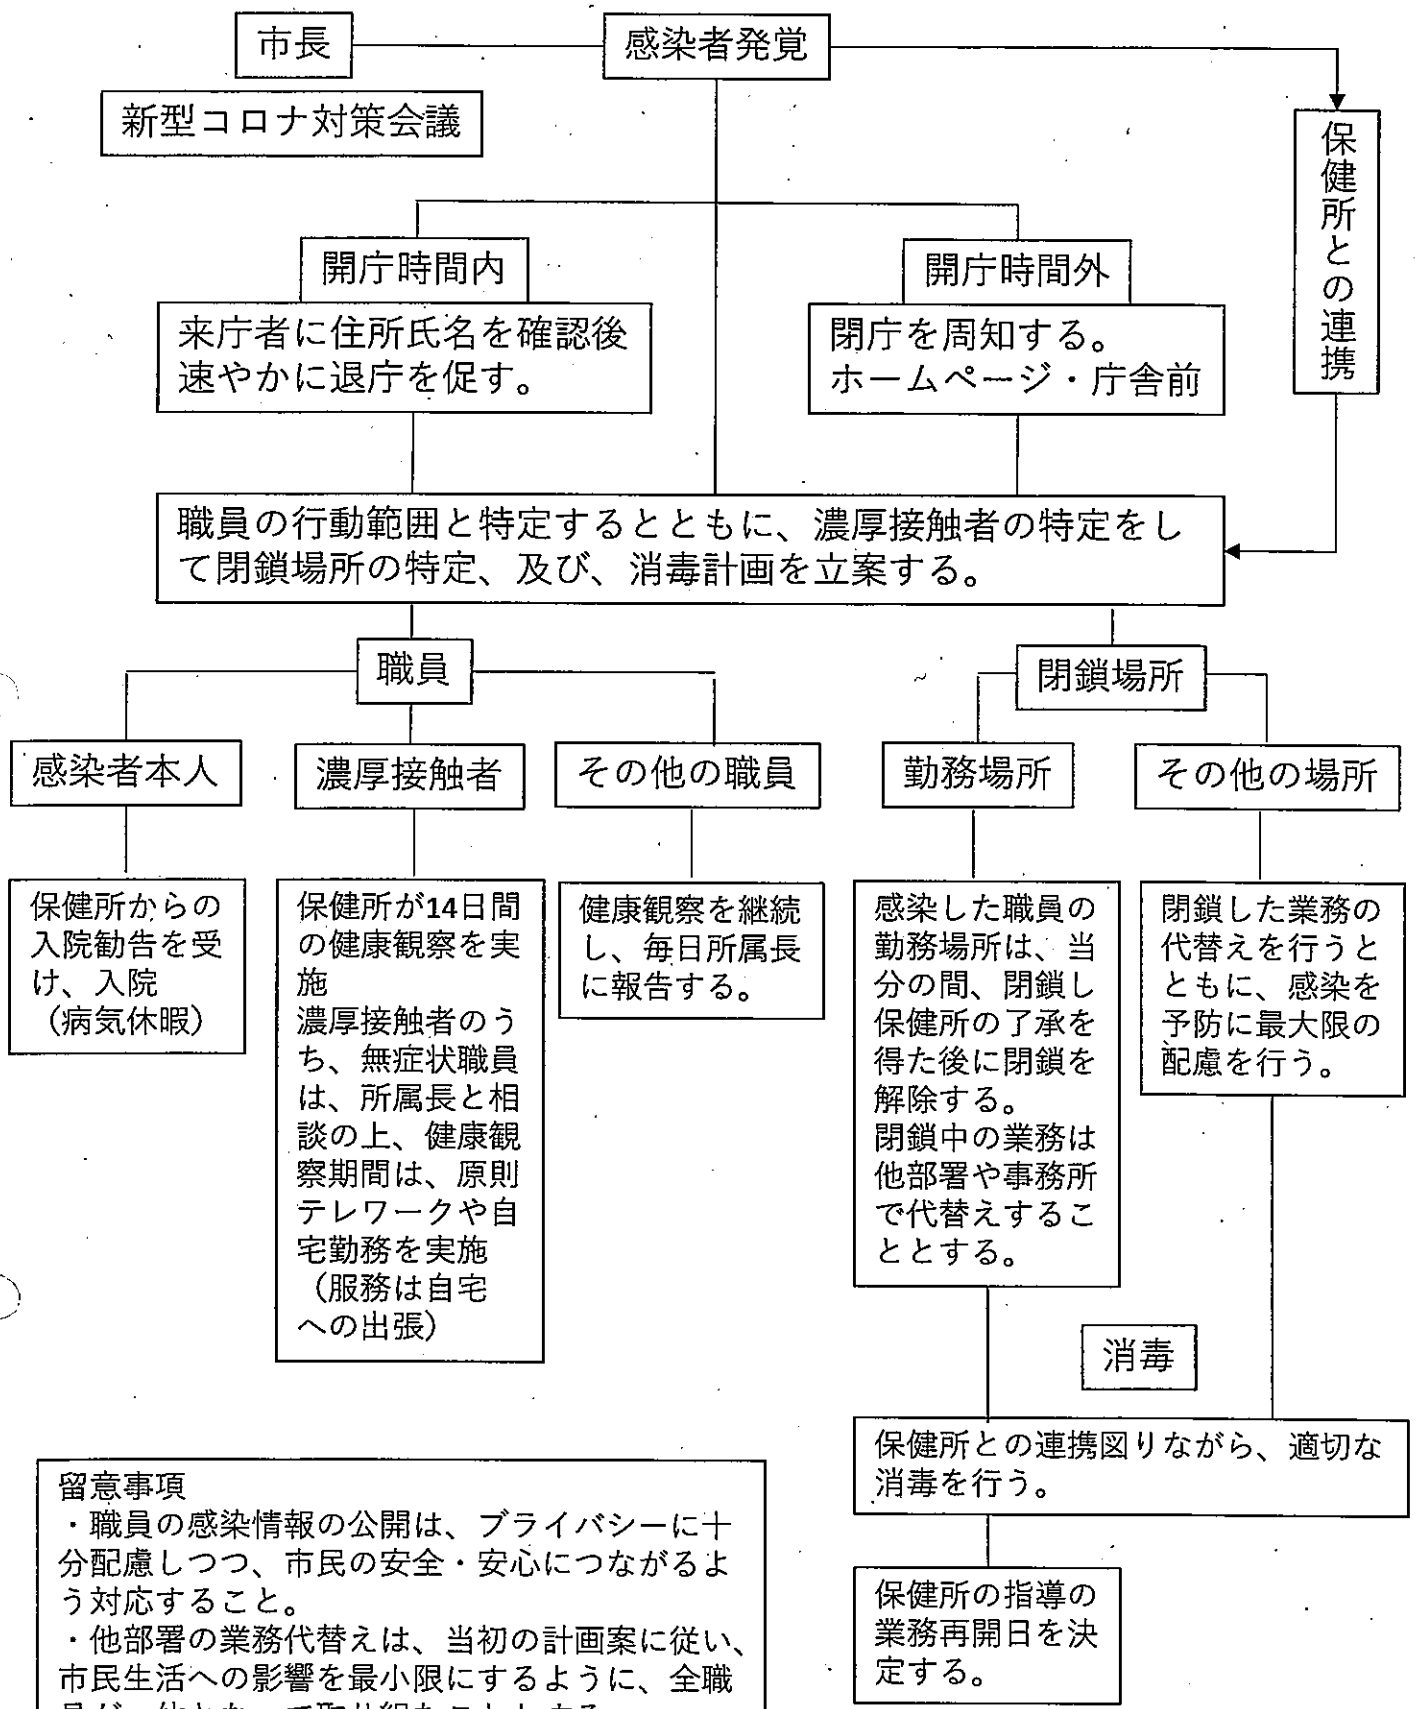 市長
感染者発覚
新型コロナ対策会議
保健所との連携
開庁時間内
来庁者に住所氏名を確認後
速やかに退庁を促す。
開庁時間外
閉庁を周知する。
ホームページ・庁舎前
職員の行動範囲と特定するとともに、濃厚接触者の特定をし
て閉鎖場所の特定、及び、消毒計画を立案する。
職員
閉鎖場所
感染者本人
濃厚接触者
その他の職員
勤務場所
その他の場所
保健所からの
入院勧告を受
け、入院
（病気休暇）
保健所が14日間
の健康観察を実
施
濃厚接触者のう
ち、無症状職員
は、所属長と相
談の上、健康観
察期間は、原則
テレワークや自
宅勤務を実施
（服務は自宅
への出張）
健康観察を継続
し、毎日所属長
に報告する。
感染した職員の
勤務場所は、当
分の間、閉鎖し
保健所の了承を
得た後に閉鎖を
解除する。
閉鎖中の業務は
他部署や事務所
で代替えするこ
ととする。
閉鎖した業務の
代替えを行うと
ともに、感染を
予防に最大限の
配慮を行う。
消毒
保健所との連携図りながら、適切な
消毒を行う。
保健所の指導の
業務再開日を決
定する。
留意事項
・職員の感染情報の公開は、プライバシーに十
分配慮しつつ、市民の安全・安心につながるよ
う対応すること。
・他部署の業務代替えは、当初の計画案に従い、
市民生活への影響を最小限にするように、全職